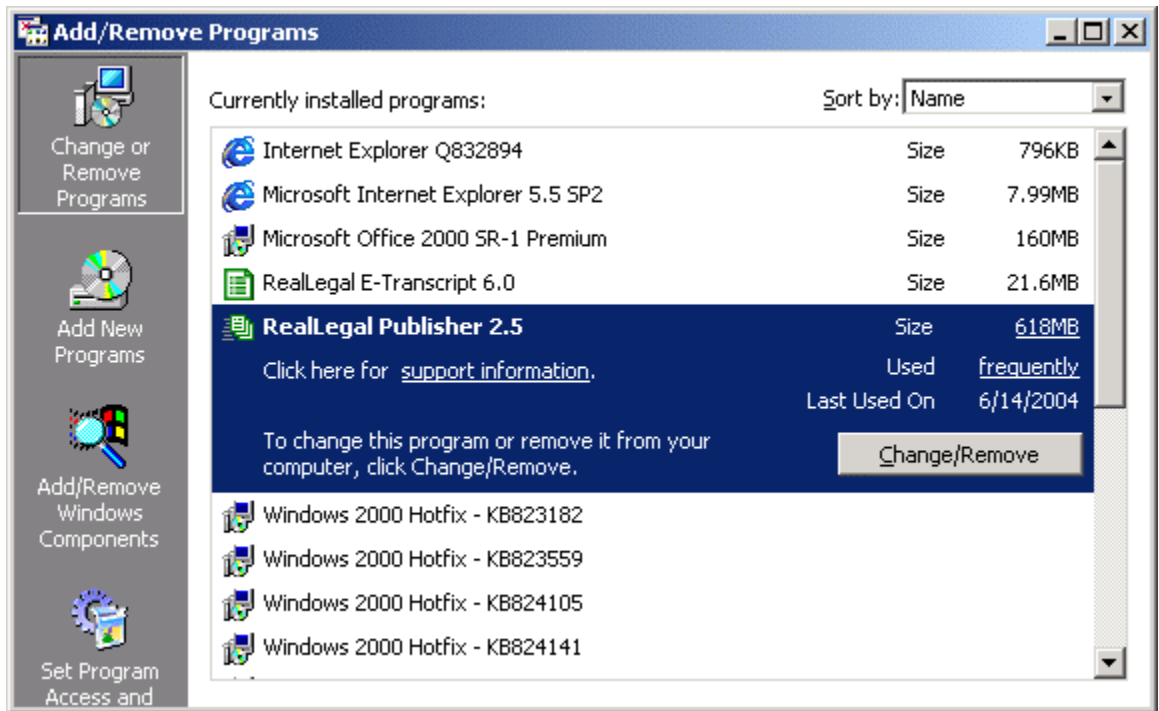 Add/Remove Programs
Change or
Remove
Programs
Add New
Programs
Add/Remove
Windows
Components
Set Program
Access and
Currently installed programs:
Sort by: Name
Internet Explorer Q832894 Size 796KB
Microsoft Internet Explorer 5.5 SP2 Size 7.99MB
Microsoft Office 2000 SR-1 Premium Size 160MB
RealLegal E-Transcript 6.0 Size 21.6MB
RealLegal Publisher 2.5 Size 618MB
Click here for support information. Used frequently
Last Used On 6/14/2004
To change this program or remove it from your
computer, click Change/Remove.
Change/Remove
Windows 2000 Hotfix - KB823182
Windows 2000 Hotfix - KB823559
Windows 2000 Hotfix - KB824105
Windows 2000 Hotfix - KB824141